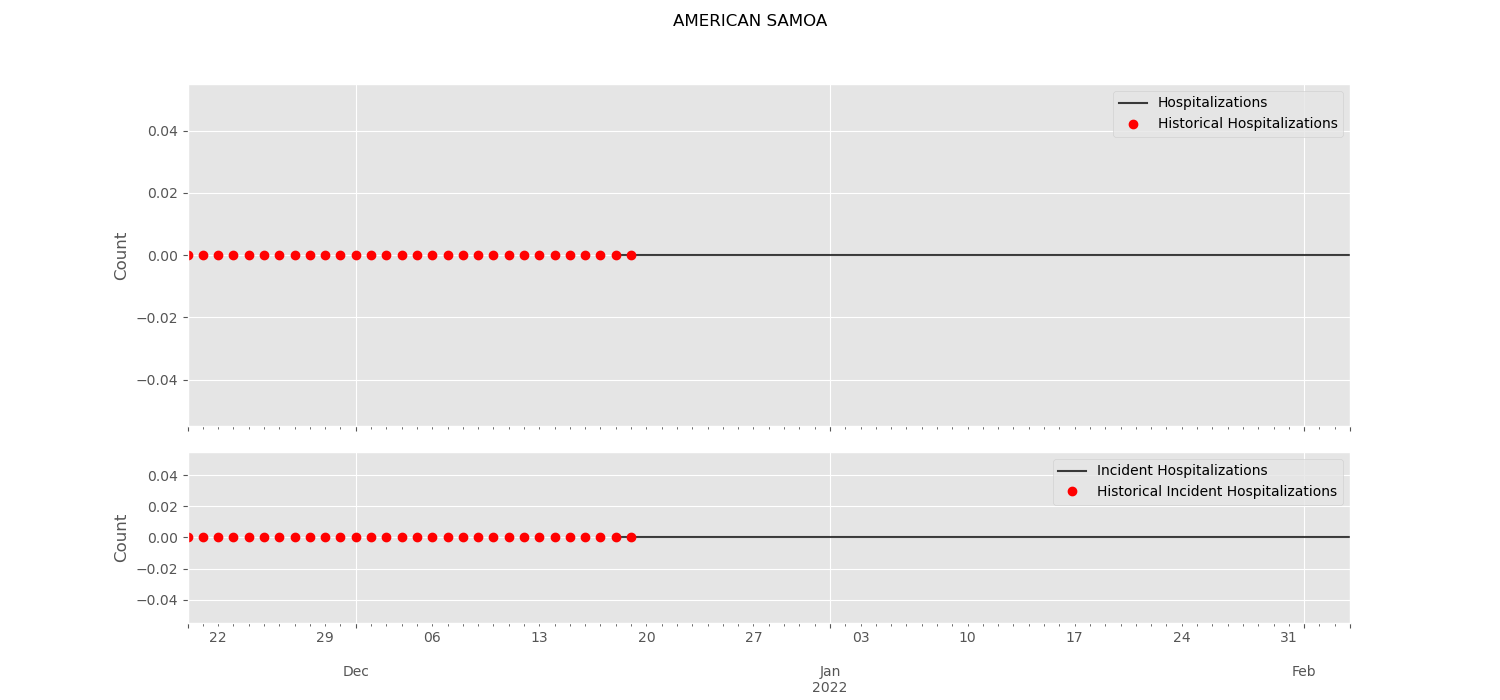 AMERICAN SAMOA
Hospitalizations
Historical Hospitalizations
0.04
0.02
0.00
−0.02
−0.04
Count
Incident Hospitalizations
Historical Incident Hospitalizations
0.04
0.02
0.00
−0.02
−0.04
Count
22 29 06 13 20 27 03 10 17 24 31
Dec Jan Feb
2022